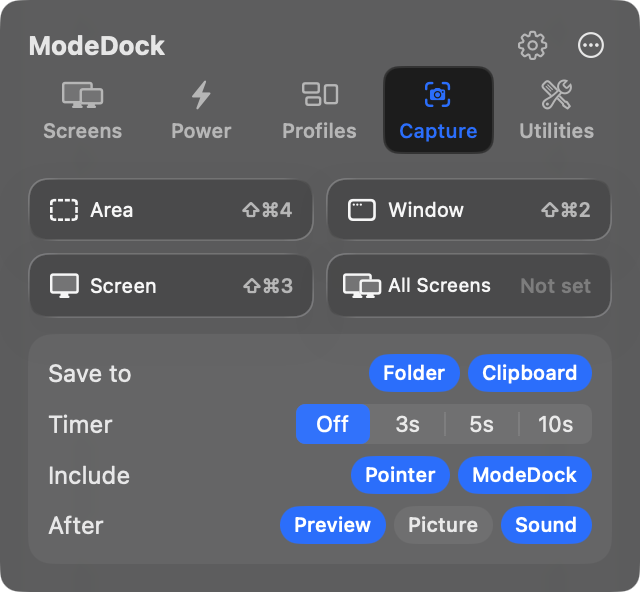 ModeDock
Screens Power Profiles Capture Utilities
Area ⇧⌘4 Window ⇧⌘2
Screen ⇧⌘3 All Screens Not set
Save to Folder Clipboard
Timer Off 3s 5s 10s
Include Pointer ModeDock
After Preview Picture Sound